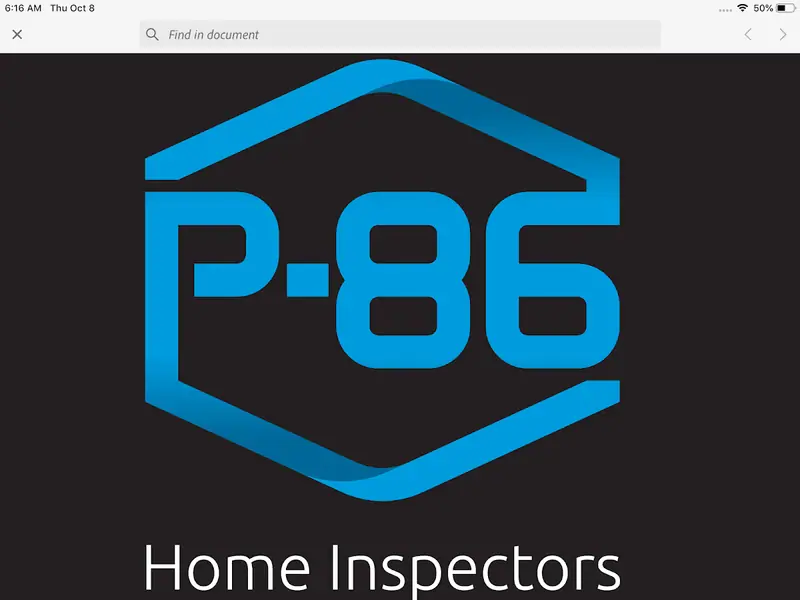 6:16 AM Thu Oct 8
50%
Find in document
P-86
Home Inspectors